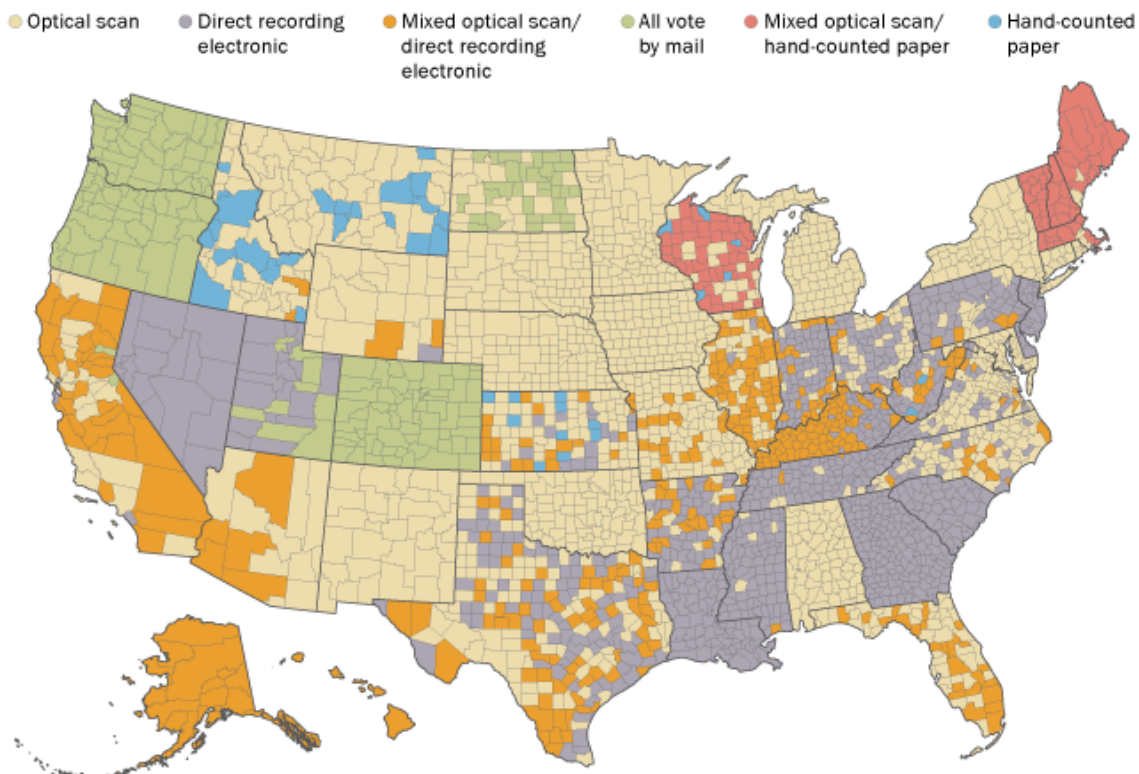 Optical scan
Direct recording
electronic
Mixed optical scan/
direct recording
electronic
All vote
by mail
Mixed optical scan/
hand-counted paper
Hand-counted
paper